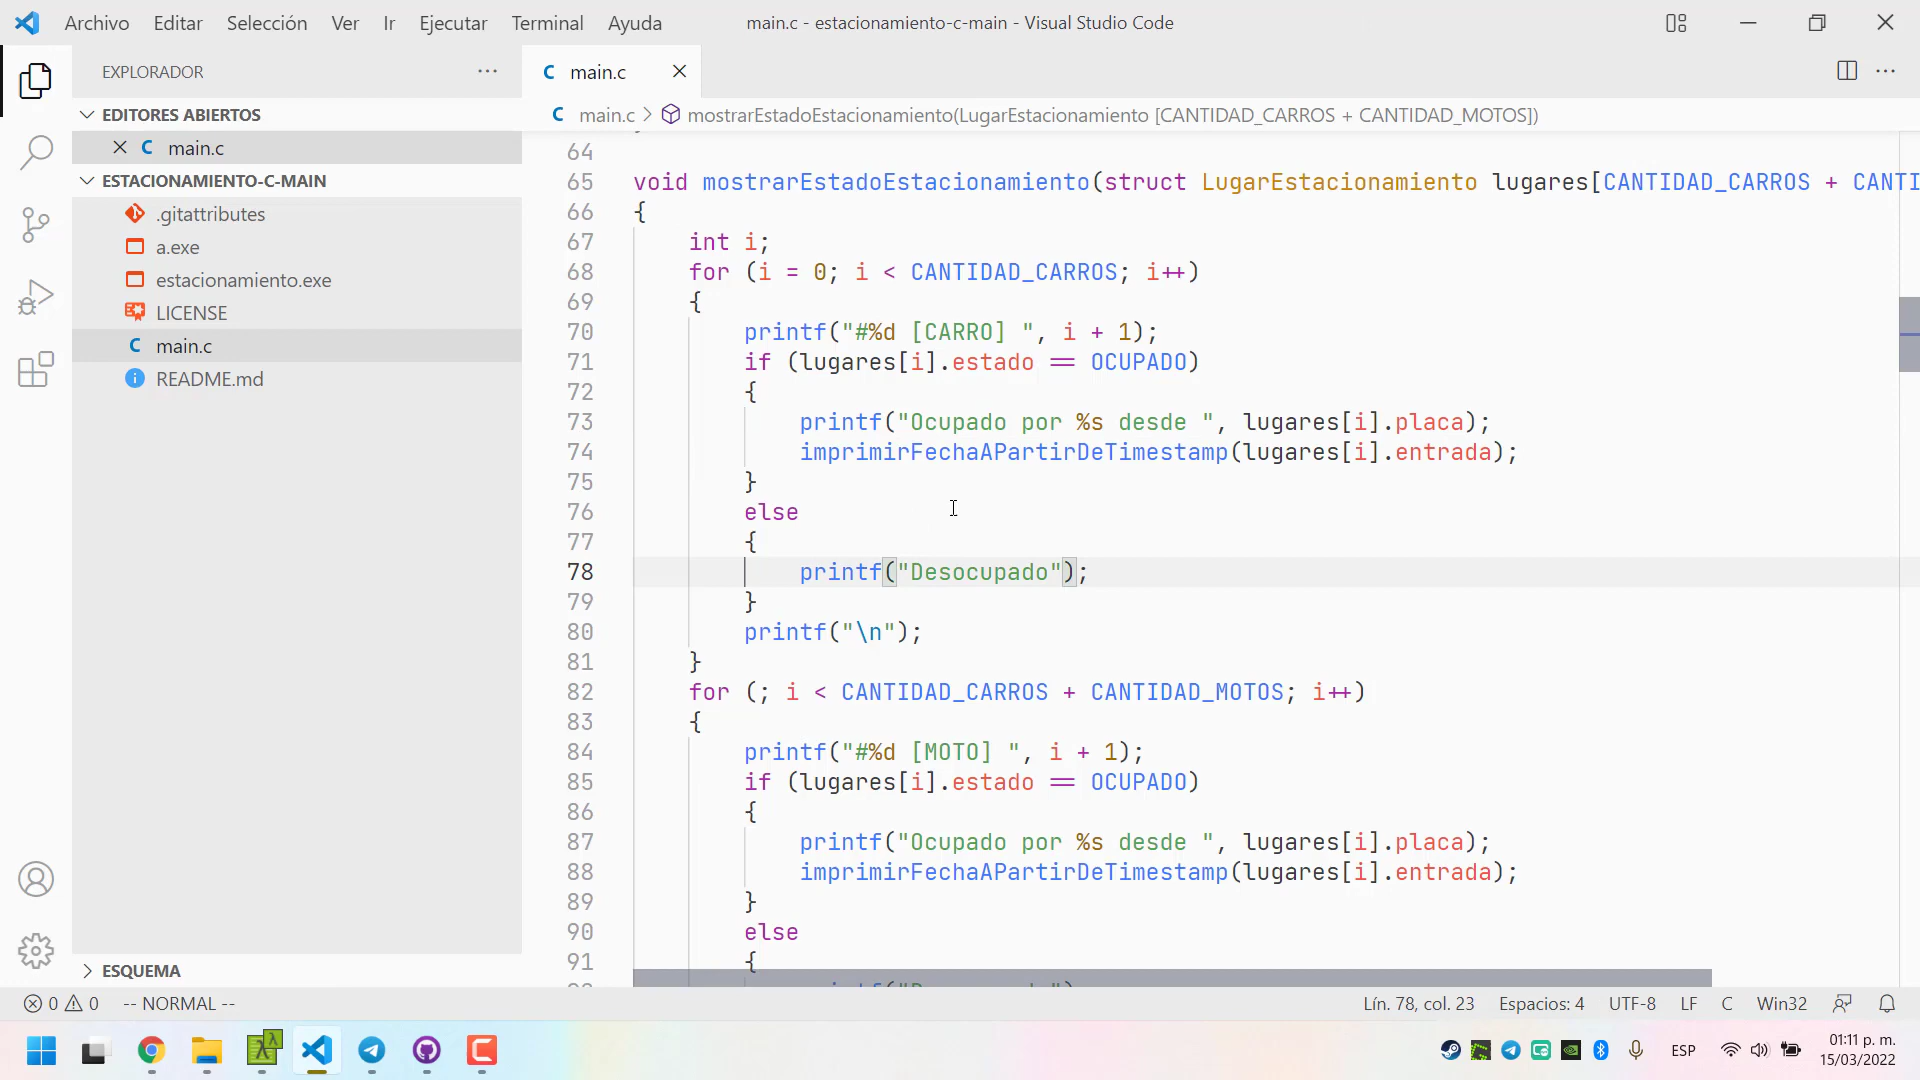 Archivo Editar Selección Ver Ir Ejecutar Terminal Ayuda
main.c - estacionamiento-c-main - Visual Studio Code
EXPLORADOR
EDITORES ABIERTOS
main.c
ESTACIONAMIENTO-C-MAIN
.gitattributes
a.exe
estacionamiento.exe
LICENSE
main.c
README.md
ESQUEMA
main.c
main.c > mostrarEstadoEstacionamiento(LugarEstacionamiento [CANTIDAD_CARROS + CANTIDAD_MOTOS])
64
65 void mostrarEstadoEstacionamiento(struct LugarEstacionamiento lugares[CANTIDAD_CARROS + CANTI
66 {
67 int i;
68 for (i = 0; i < CANTIDAD_CARROS; i++)
69 {
70 printf("#%d [CARRO] ", i + 1);
71 if (lugares[i].estado == OCUPADO)
72 {
73 printf("Ocupado por %s desde ", lugares[i].placa);
74 imprimirFechaAPartirDeTimestamp(lugares[i].entrada);
75 }
76 else
77 {
78 printf("Desocupado");
79 }
80 printf("\n");
81 }
82 for (; i < CANTIDAD_CARROS + CANTIDAD_MOTOS; i++)
83 {
84 printf("#%d [MOTO] ", i + 1);
85 if (lugares[i].estado == OCUPADO)
86 {
87 printf("Ocupado por %s desde ", lugares[i].placa);
88 imprimirFechaAPartirDeTimestamp(lugares[i].entrada);
89 }
90 else
91 {
0 0 -- NORMAL --
Lín. 78, col. 23 Espacios: 4 UTF-8 LF C Win32
ESP
01:11 p. m.
15/03/2022